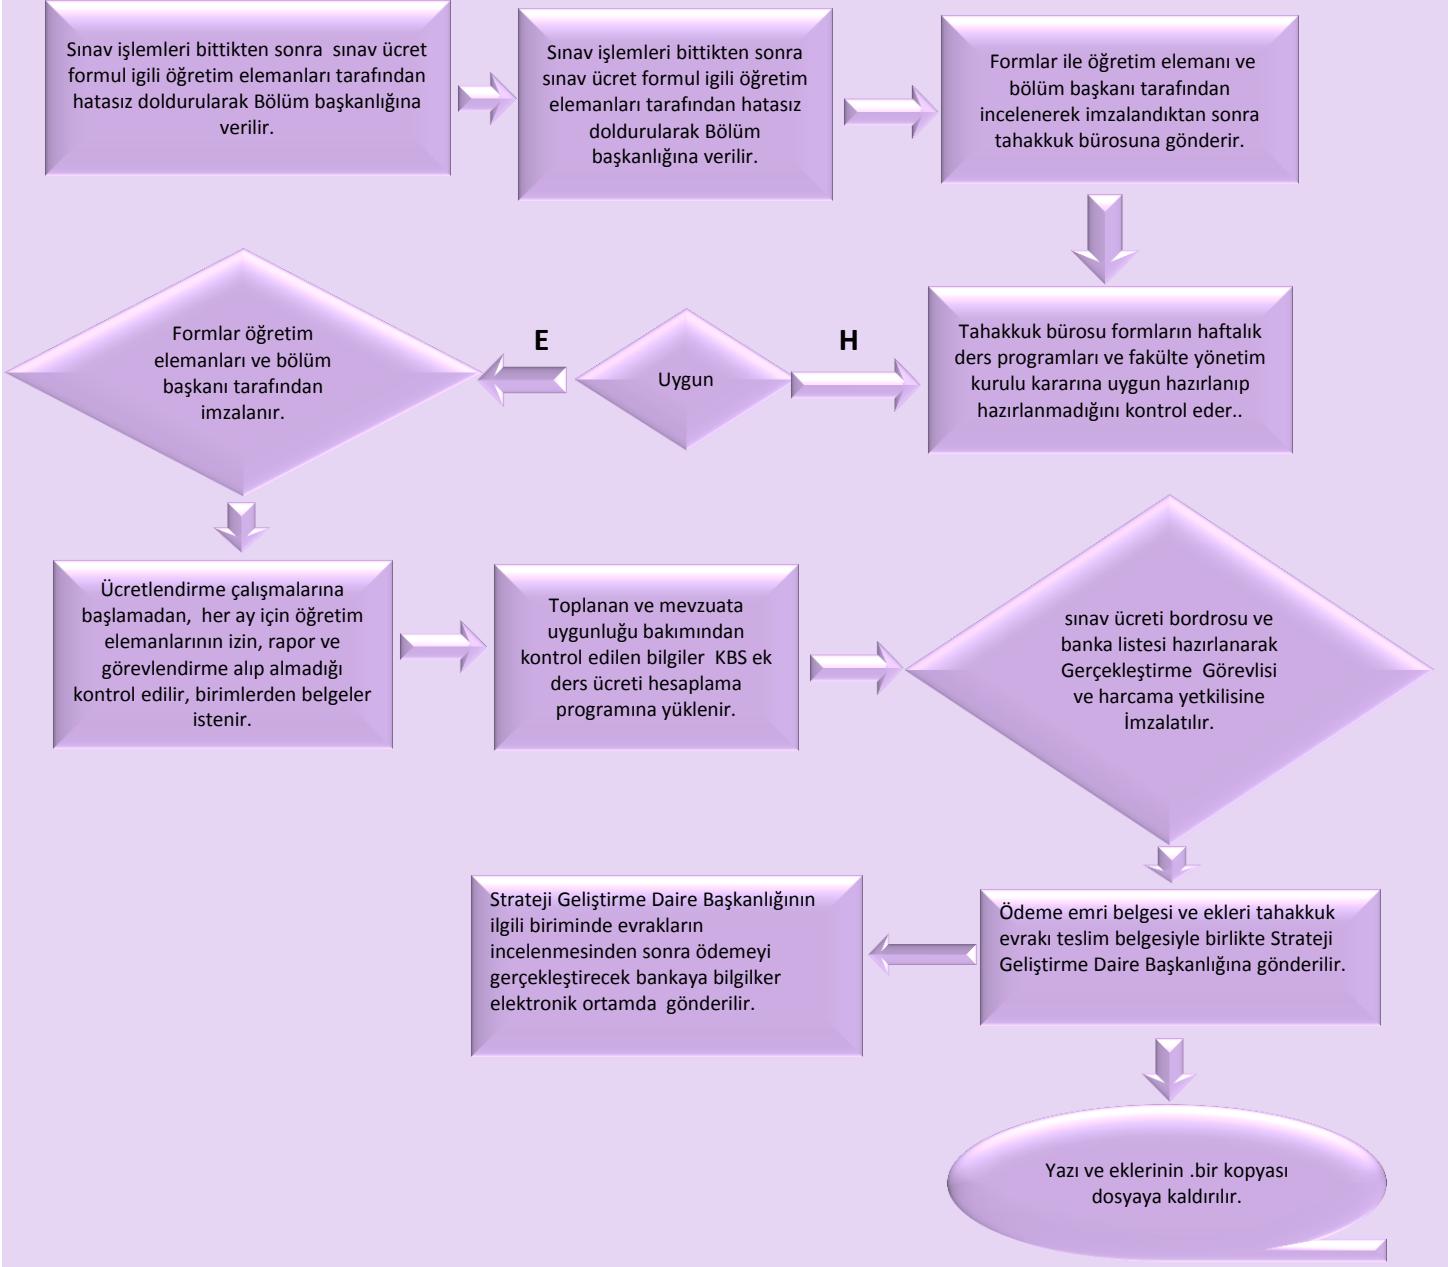 Sınav işlemleri bittikten sonra  sınav ücret
formul igili öğretim elemanları tarafından
hatasız doldurularak Bölüm başkanlığına
verilir.
Sınav işlemleri bittikten sonra
sınav ücret formul igili öğretim
elemanları tarafından hatasız
doldurularak Bölüm
başkanlığına verilir.
Formlar ile öğretim elemanı ve
bölüm başkanı tarafından
incelenerek imzalandıktan sonra
tahakkuk bürosuna gönderir.
Formlar öğretim
elemanları ve bölüm
başkanı tarafından
imzalanır.
E
Uygun
H
Tahakkuk bürosu formların haftalık
ders programları ve fakülte yönetim
kurulu kararına uygun hazırlanıp
hazırlanmadığını kontrol eder..
Ücretlendirme çalışmalarına
başlamadan,  her ay için öğretim
elemanlarının izin, rapor ve
görevlendirme alıp almadığı
kontrol edilir, birimlerden belgeler
istenir.
Toplanan ve mevzuata
uygunluğu bakımından
kontrol edilen bilgiler  KBS ek
ders ücreti hesaplama
programına yüklenir.
sınav ücreti bordrosu ve
banka listesi hazırlanarak
Gerçekleştirme  Görevlisi
ve harcama yetkilisine
İmzalatılır.
Strateji Geliştirme Daire Başkanlığının
ilgili biriminde evrakların
incelenmesinden sonra ödemeyi
gerçekleştirecek bankaya bilgilker
elektronik ortamda  gönderilir.
Ödeme emri belgesi ve ekleri tahakkuk
evrakı teslim belgesiyle birlikte Strateji
Geliştirme Daire Başkanlığına gönderilir.
Yazı ve eklerinin .bir kopyası
dosyaya kaldırılır.